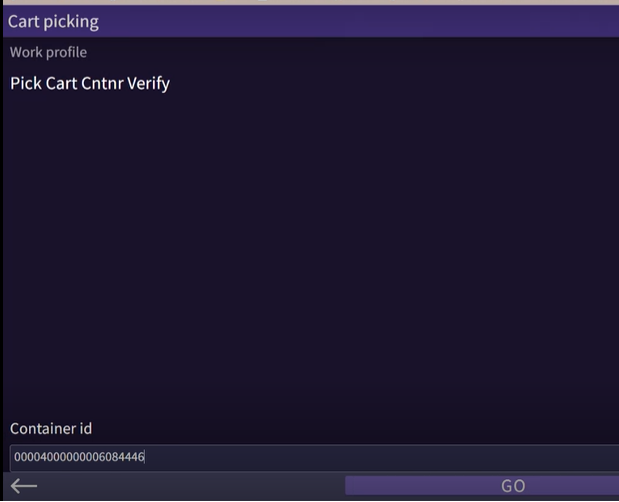 Cart picking
Work profile
Pick Cart Cntnr Verify
Container id
00004000000006084446
GO